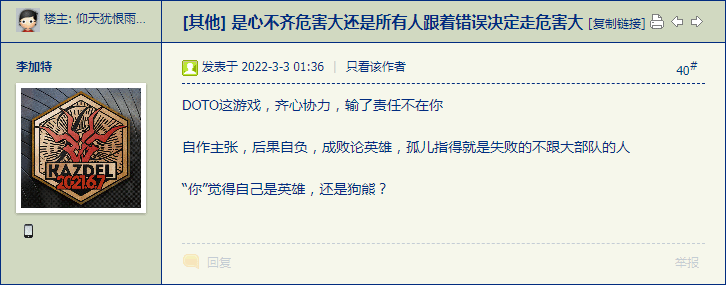 楼主: 仰天犹恨雨…
[其他] 是心不齐危害大还是所有人跟着错误决定走危害大 [复制链接]
李加特
KAZDEL
2021.6.7
发表于 2022-3-3 01:36 | 只看该作者
40#
DOTO这游戏，齐心协力，输了责任不在你
自作主张，后果自负，成败论英雄，孤儿指得就是失败的不跟大部队的人
“你”觉得自己是英雄，还是狗熊？
回复
举报